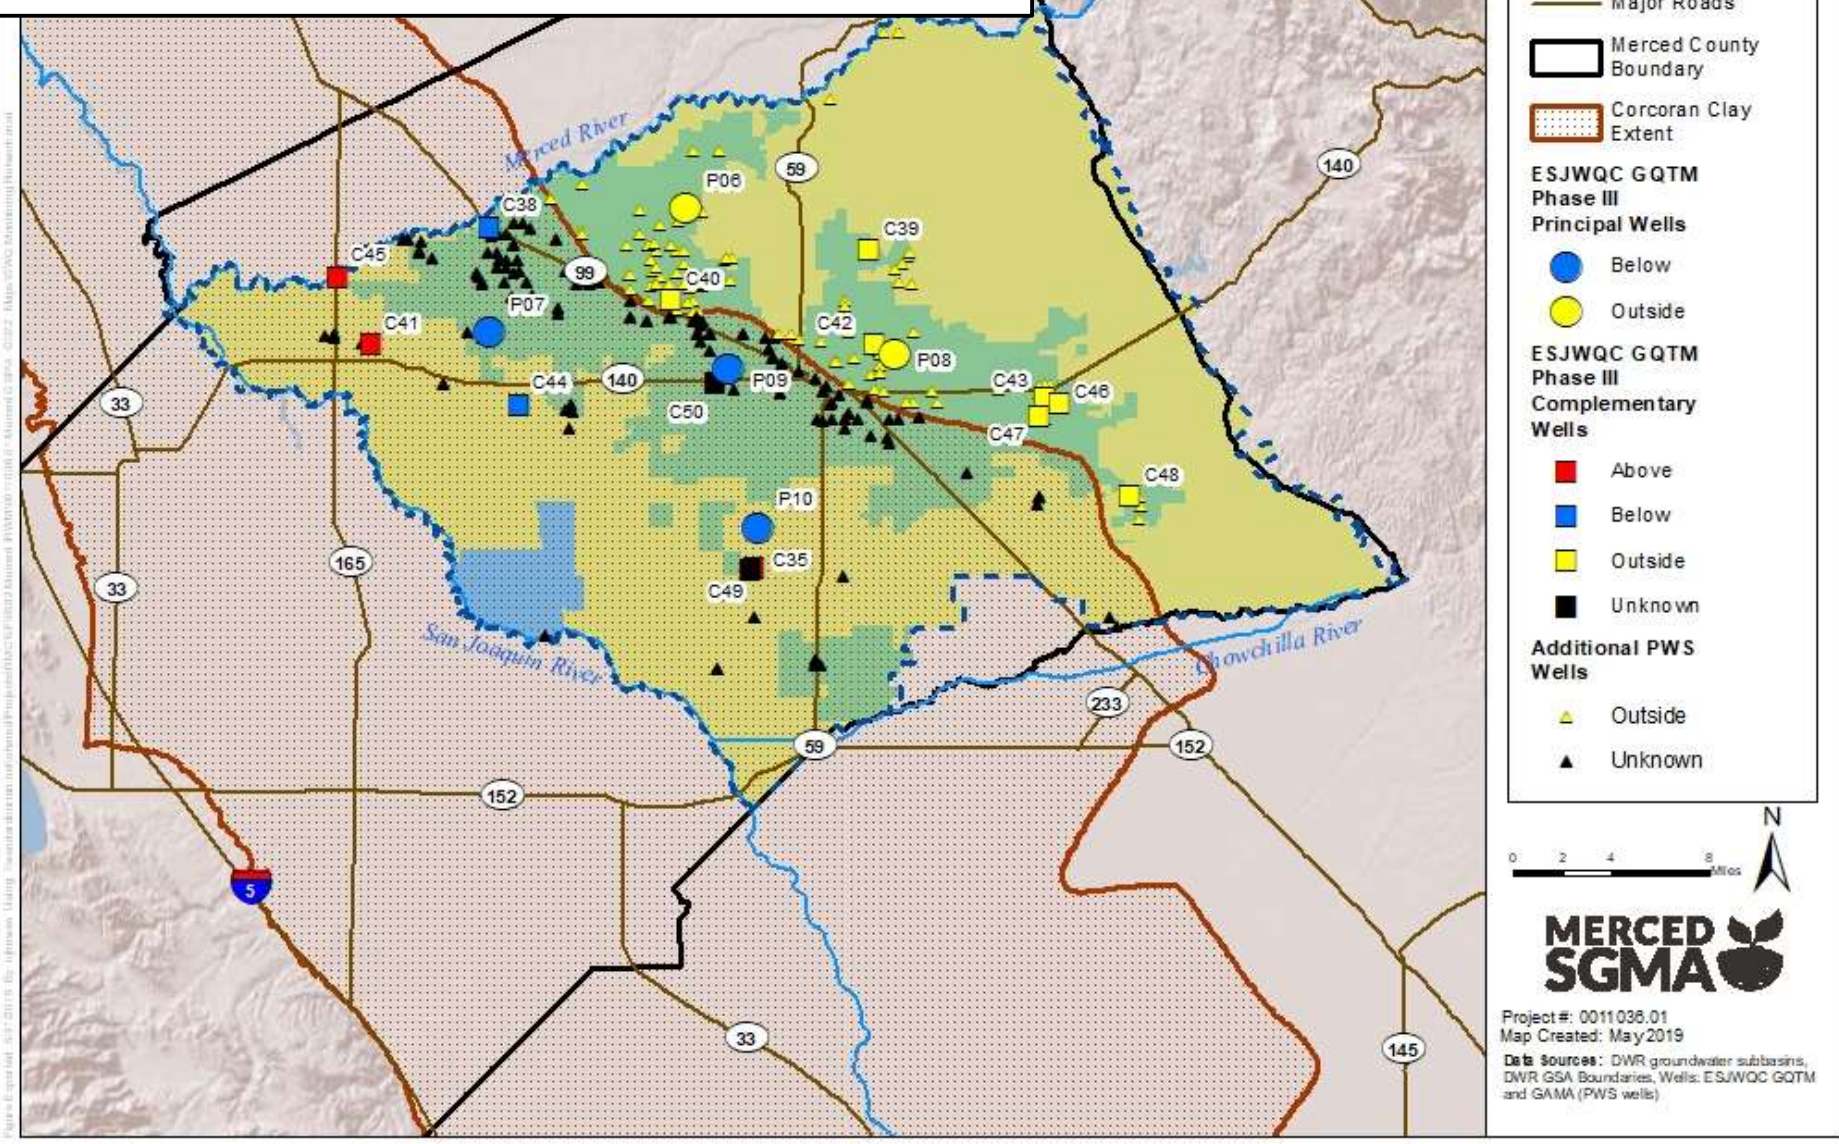 Major Roads
Merced County
Boundary
Corcoran Clay
Extent
ESJWQC GQTM
Phase III
Principal Wells
Below
Outside
ESJWQC GQTM
Phase III
Complementary
Wells
Above
Below
Outside
Unknown
Additional PWS
Wells
Outside
Unknown
N
0 2 4 8
Miles
MERCED
SGMA
Project #: 0011036.01
Map Created: May 2019
Data Sources: DWR groundwater subbasins,
DWR GSA Boundaries, Wells: ESJWQC GQTM
and GAMA (PWS wells)
Merced River
59
140
P06
C38
C39
C45
99
C40
P07
C41
C42
P08
140
C44
P09
C43
C46
33
C50
C47
C48
P10
165
C35
33
C49
San Joaquin River
Chowchilla River
233
59
152
152
5
33
145